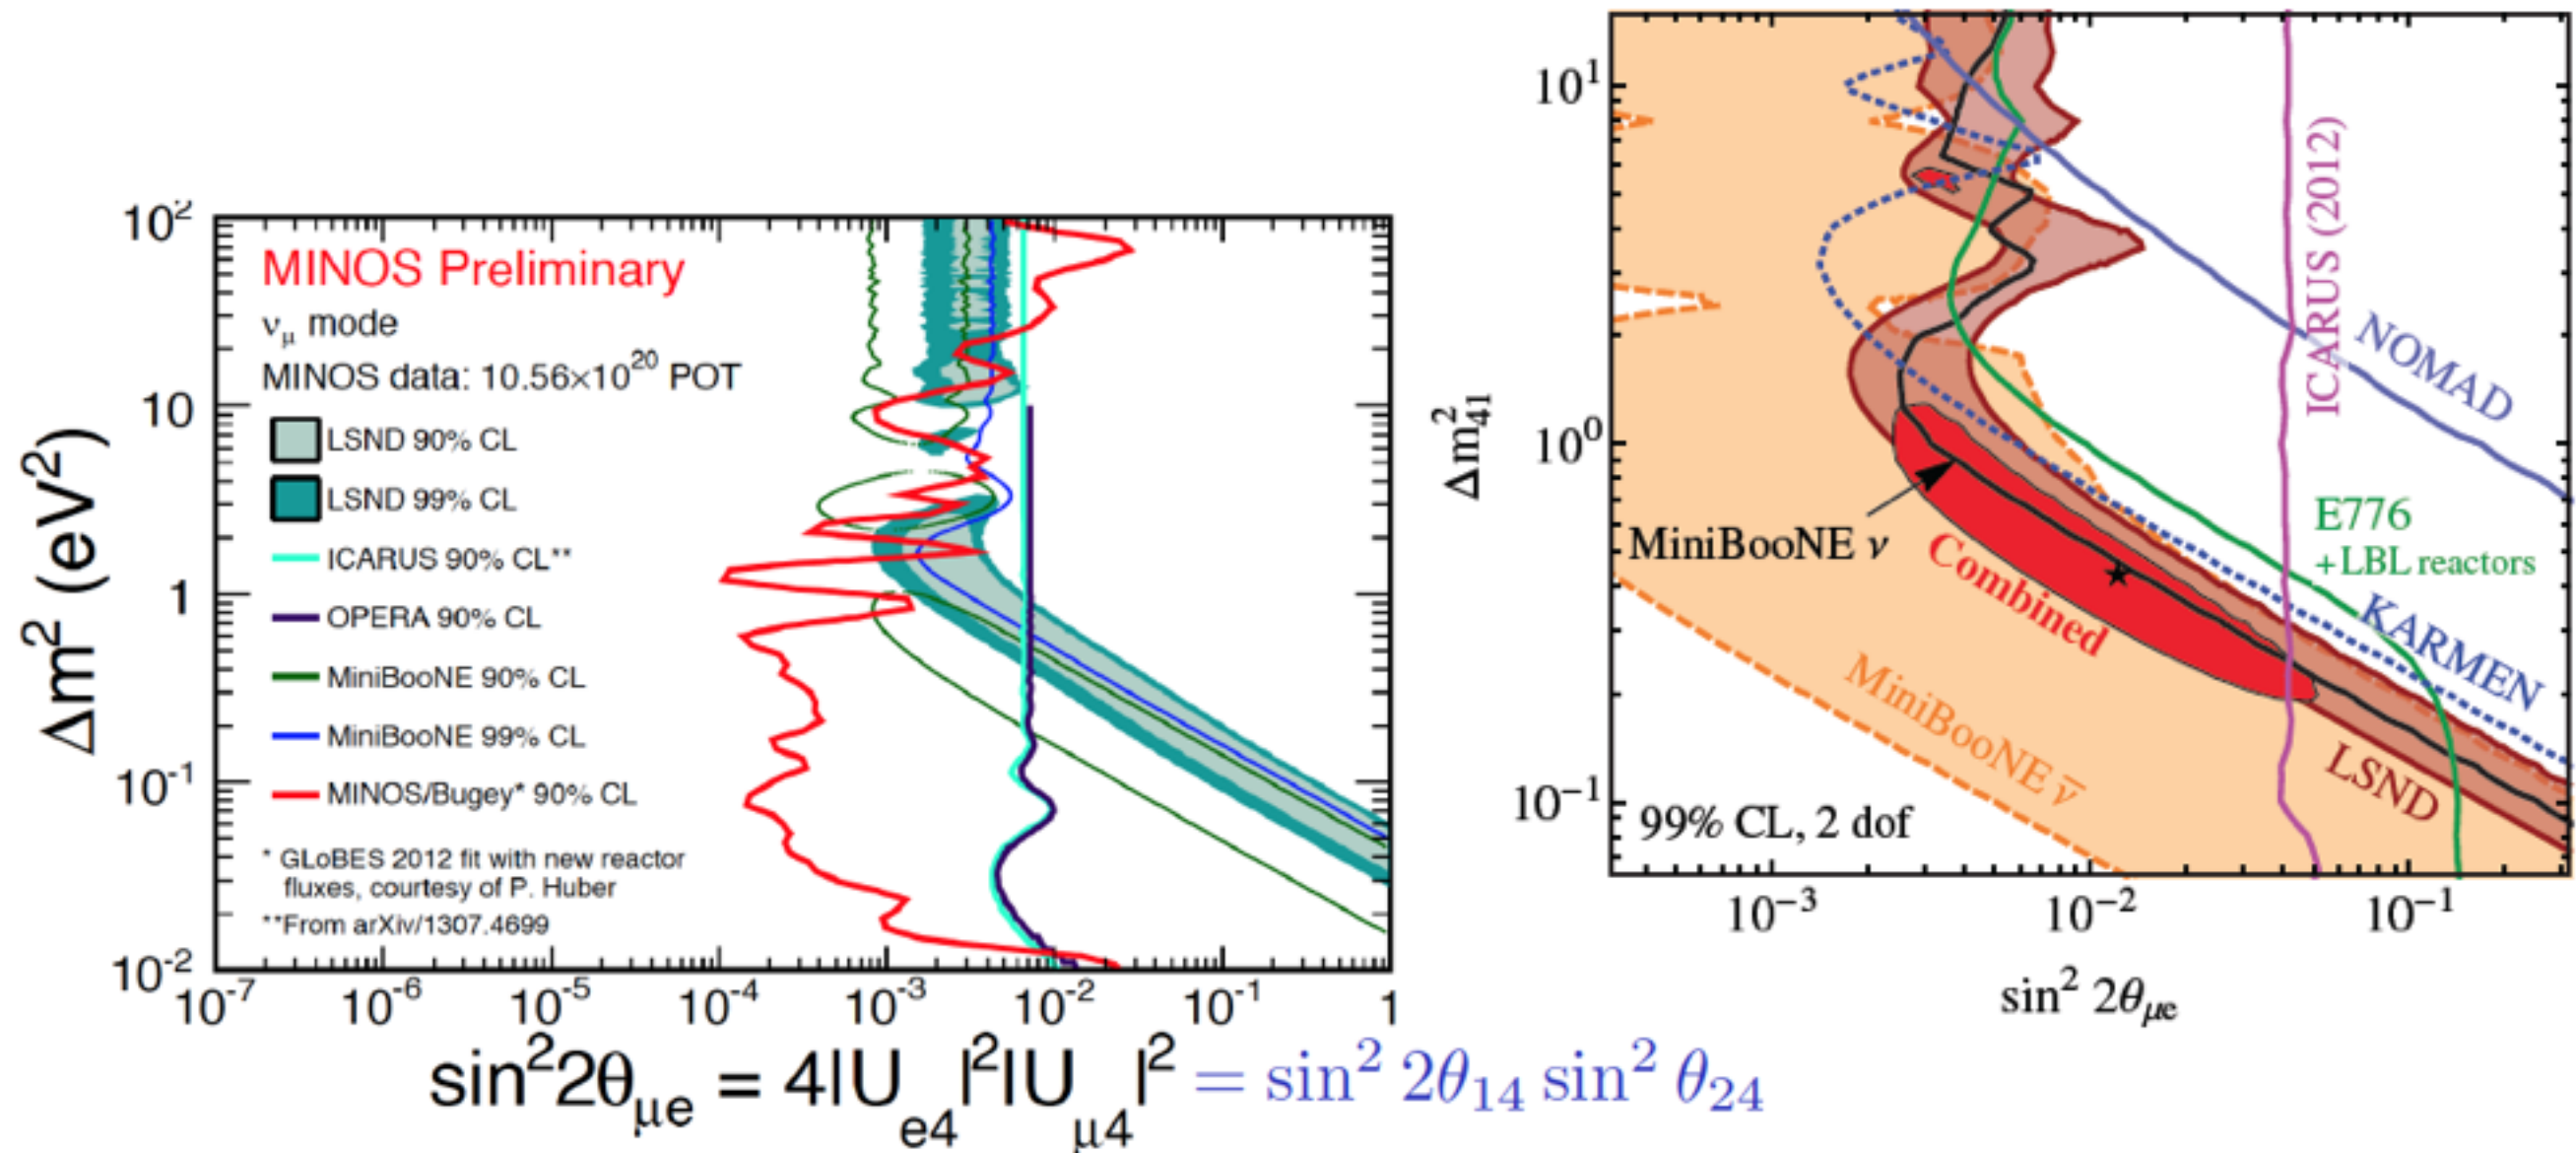 10²
10
1
10⁻¹
10⁻²
Δm² (eV²)
MINOS Preliminary
νμ mode
MINOS data: 10.56×10²⁰ POT
LSND 90% CL
LSND 99% CL
ICARUS 90% CL**
OPERA 90% CL
MiniBooNE 90% CL
MiniBooNE 99% CL
MINOS/Bugey* 90% CL
* GLoBES 2012 fit with new reactor
fluxes, courtesy of P. Huber
**From arXiv/1307.4699
10⁻⁷ 10⁻⁶ 10⁻⁵ 10⁻⁴ 10⁻³ 10⁻² 10⁻¹ 1
sin²2θμe = 4|Ue4|²|Uμ4|² = sin² 2θ₁₄ sin² θ₂₄
10¹
10⁰
10⁻¹
Δm²₄₁
ICARUS (2012)
NOMAD
E776
+LBL reactors
KARMEN
MiniBooNE ν
Combined
MiniBooNE ν̄
LSND
99% CL, 2 dof
10⁻³ 10⁻² 10⁻¹
sin² 2θμe